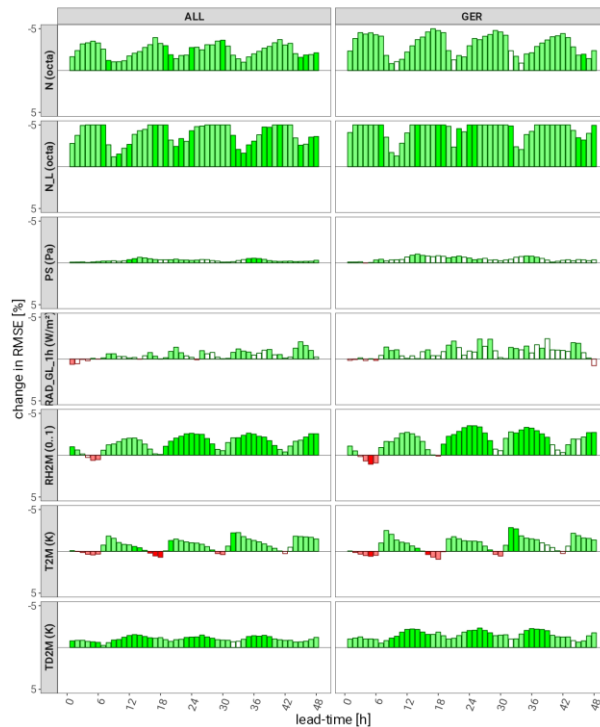 ALL
GER
-5
N (octa)
5
-5
N_L (octa)
5
-5
PS (Pa)
5
-5
RAD_GL_1h (W/m²)
5
-5
RH2M (0..1)
5
-5
T2M (K)
5
-5
TD2M (K)
5
change in RMSE [%]
0 6 12 18 24 30 36 42 48
0 6 12 18 24 30 36 42 48
lead-time [h]